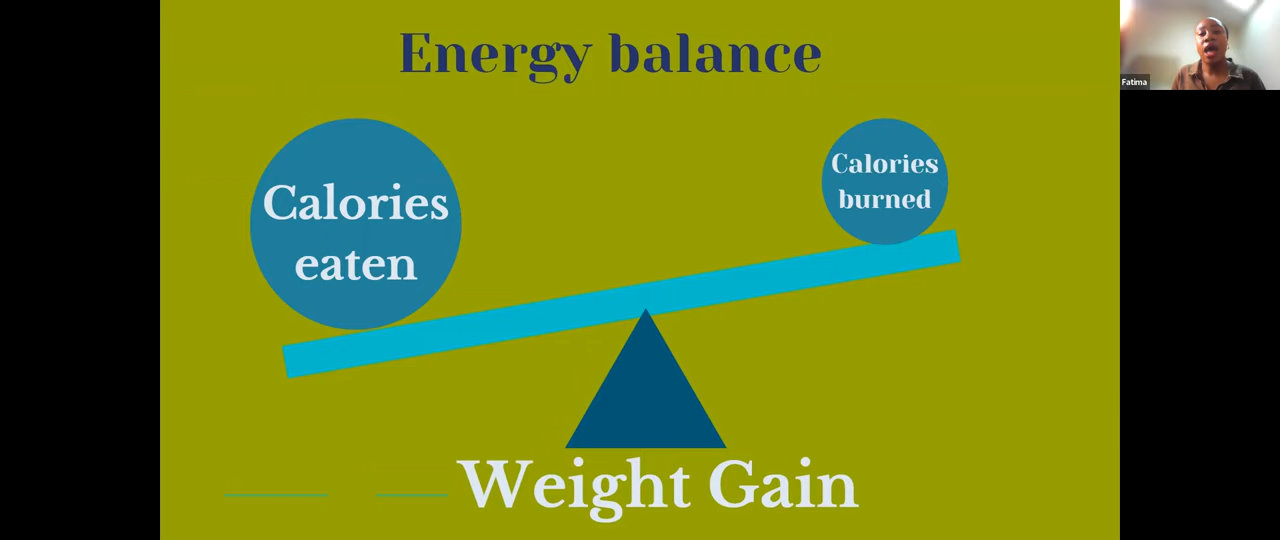 Energy balance
Calories
eaten
Calories
burned
Weight Gain
Fatima